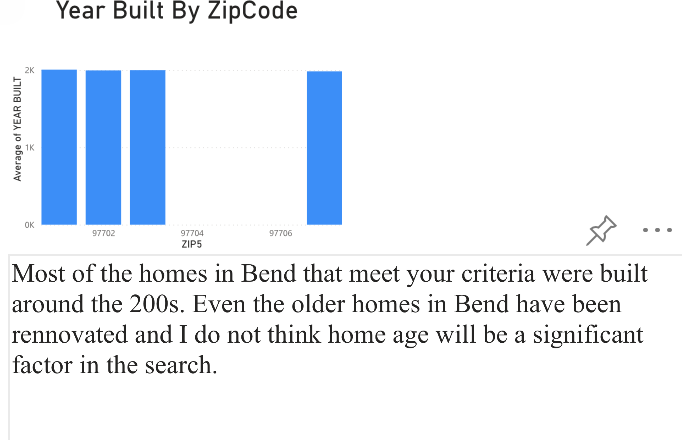 Year Built By ZipCode
Average of YEAR BUILT
2K
1K
0K
97702
97704
97706
ZIP5
Most of the homes in Bend that meet your criteria were built
around the 200s. Even the older homes in Bend have been
rennovated and I do not think home age will be a significant
factor in the search.